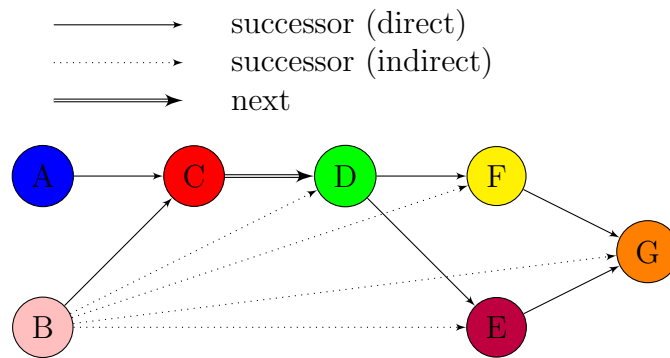 successor (direct)
successor (indirect)
next
A
C
D
F
G
B
E